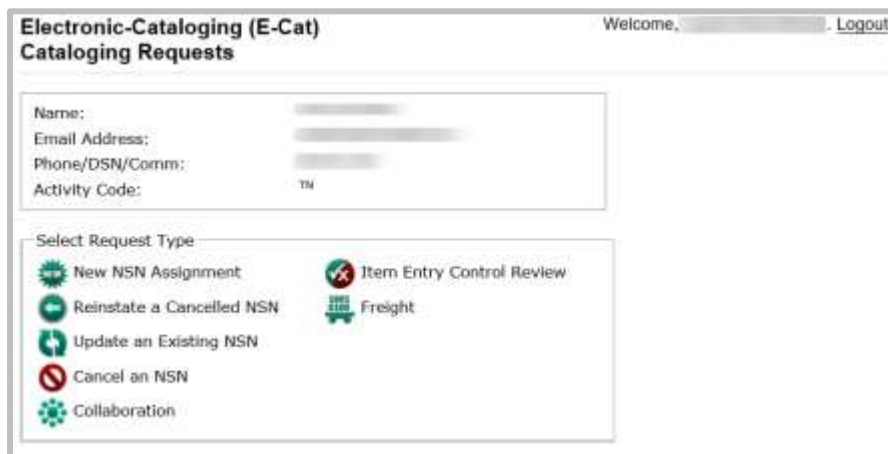 Electronic-Cataloging (E-Cat)
Cataloging Requests
Welcome, . Logout
Name:
Email Address:
Phone/DSN/Comm:
Activity Code: TN
Select Request Type
New NSN Assignment
Reinstate a Cancelled NSN
Update an Existing NSN
Cancel an NSN
Collaboration
Item Entry Control Review
Freight